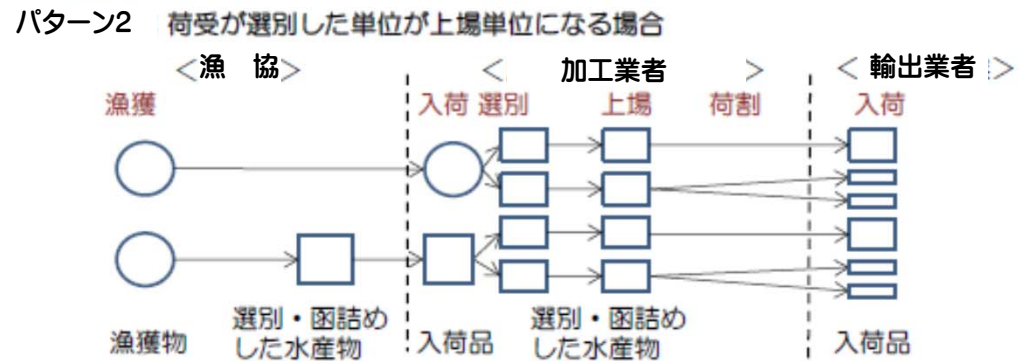 パターン2 荷受が選別した単位が上場単位になる場合
＜漁 協＞ ＜ 加工業者 ＞ ＜ 輸出業者 ＞
漁獲 入荷 選別 上場 荷割 入荷
選別・函詰め 選別・函詰め
漁獲物 した水産物 入荷品 した水産物 入荷品